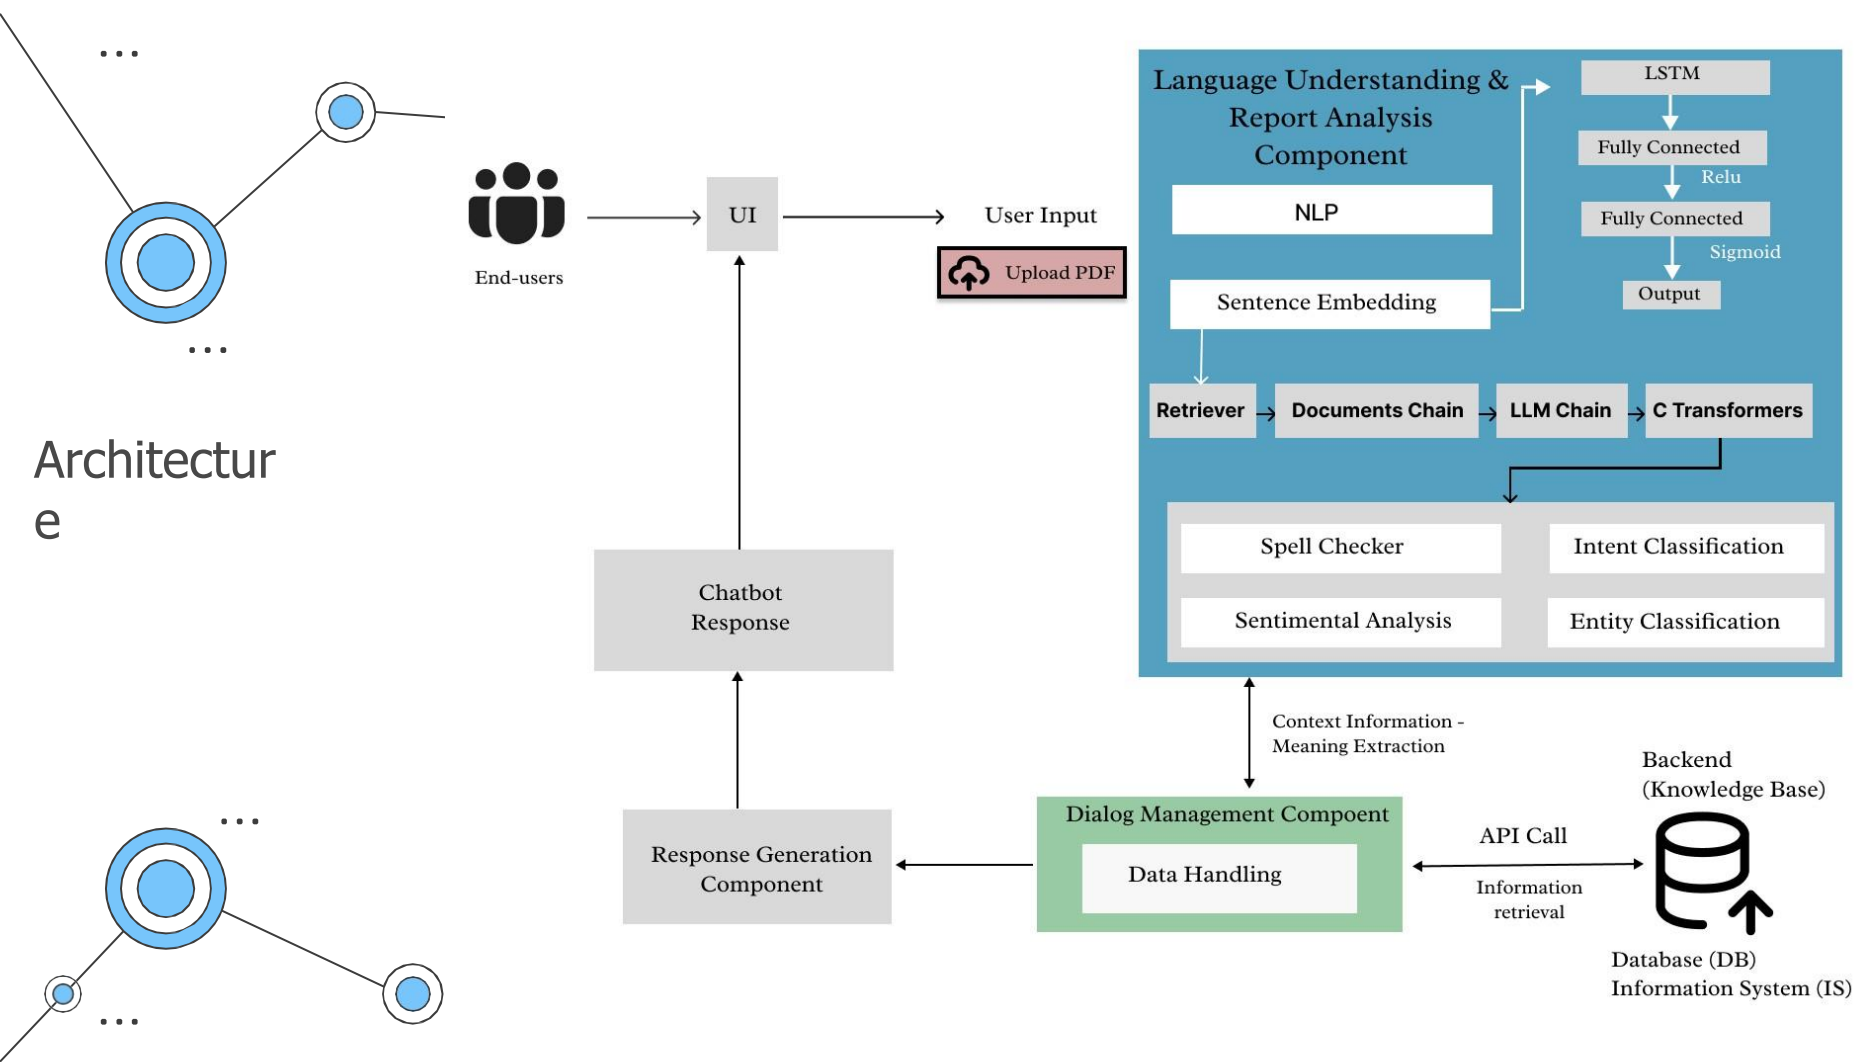 ...
...
Architectur
e
...
...
End-users
UI
User Input
Upload PDF
Language Understanding &
Report Analysis
Component
NLP
Sentence Embedding
LSTM
Fully Connected
Relu
Fully Connected
Sigmoid
Output
Retriever
Documents Chain
LLM Chain
C Transformers
Spell Checker
Intent Classification
Sentimental Analysis
Entity Classification
Context Information -
Meaning Extraction
Chatbot
Response
Response Generation
Component
Dialog Management Compoent
Data Handling
API Call
Information
retrieval
Backend
(Knowledge Base)
Database (DB)
Information System (IS)